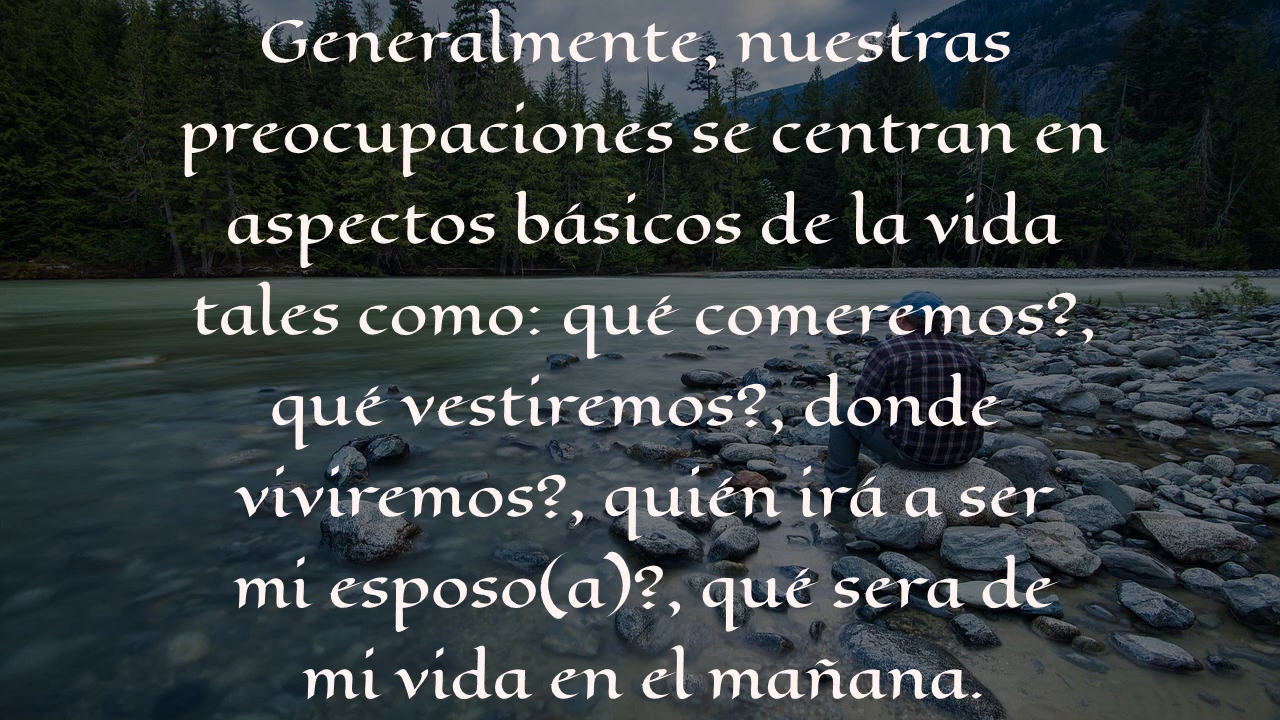 Generalmente, nuestras
preocupaciones se centran en
aspectos básicos de la vida
tales como: qué comeremos?,
qué vestiremos?, donde
viviremos?, quién irá a ser
mi esposo(a)?, qué sera de
mi vida en el mañana.